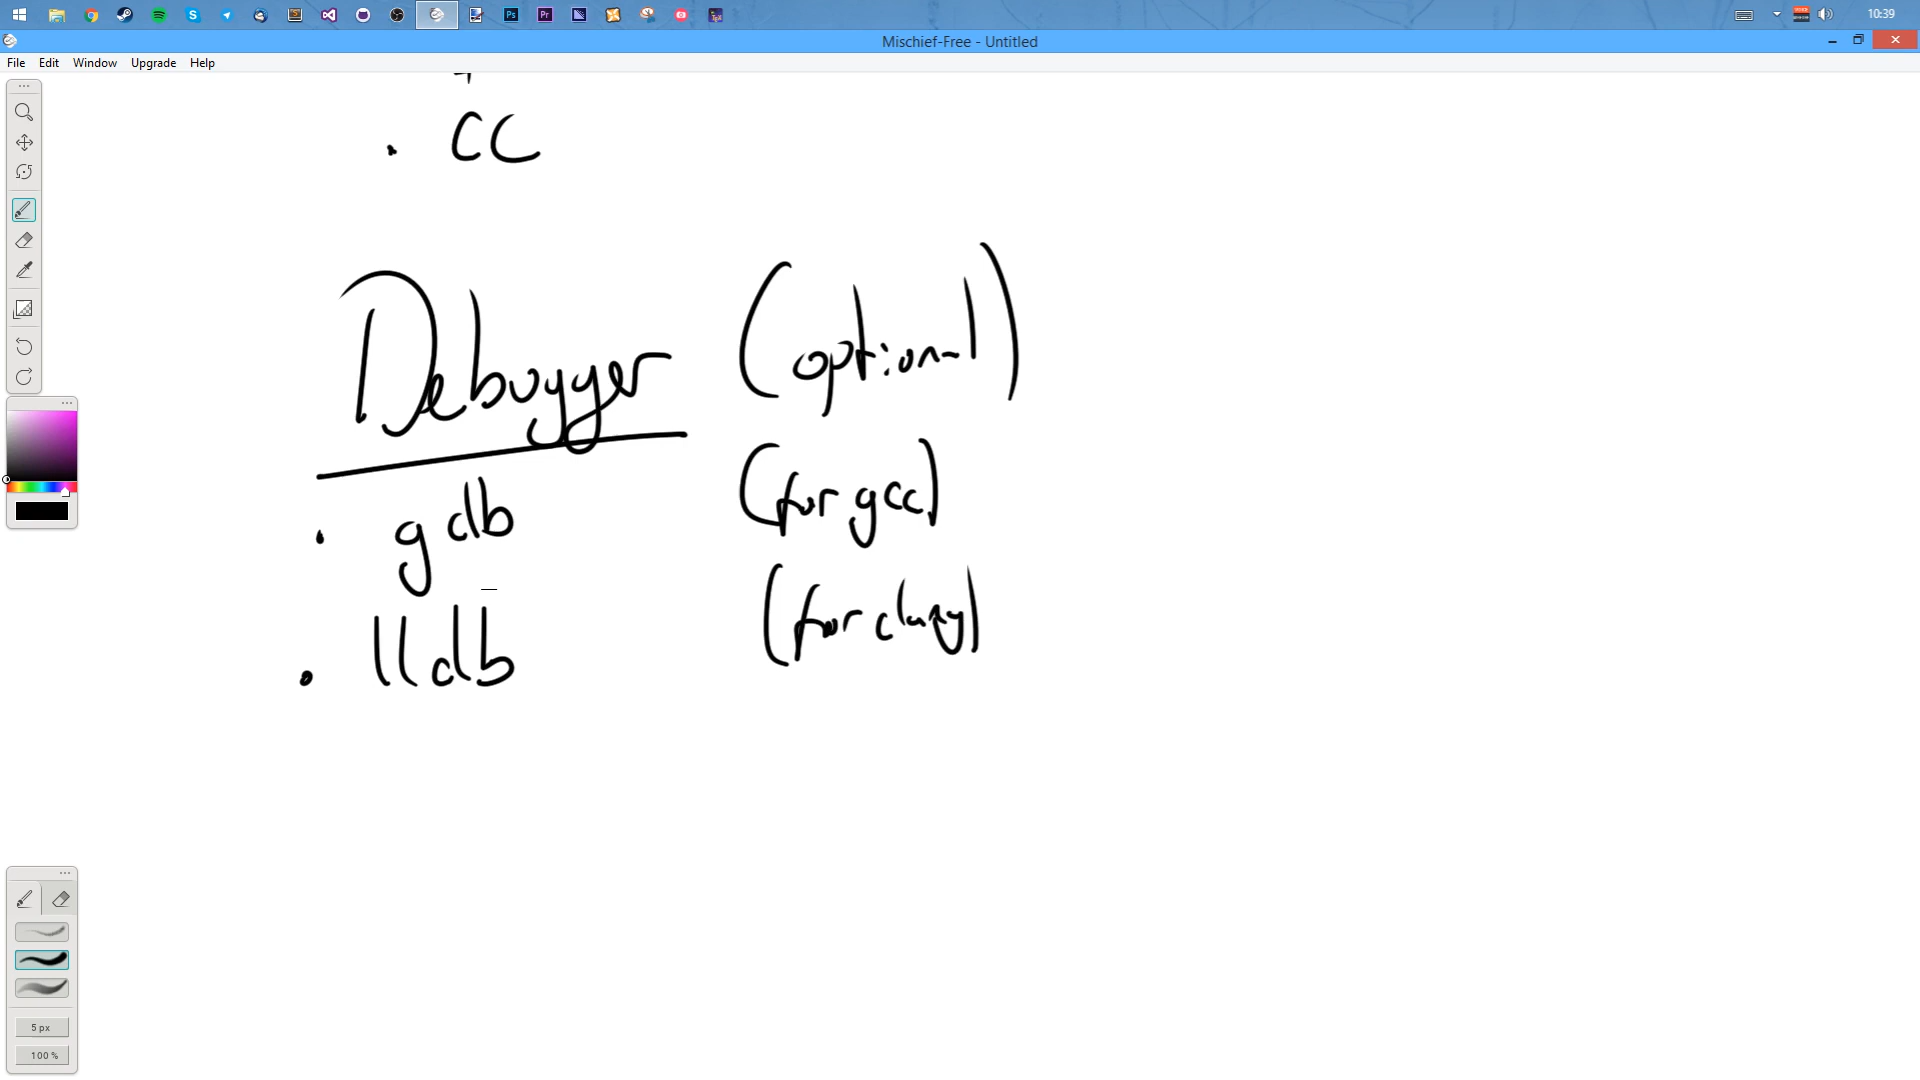 10:39
Mischief-Free - Untitled
File Edit Window Upgrade Help
• CC
Debugger (optional)
• gdb (for gcc)
• lldb (for clang)
5 px
100 %